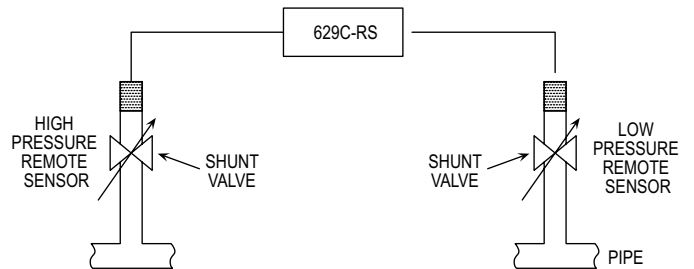 629C-RS
HIGH
PRESSURE
REMOTE
SENSOR
SHUNT
VALVE
SHUNT
VALVE
LOW
PRESSURE
REMOTE
SENSOR
PIPE